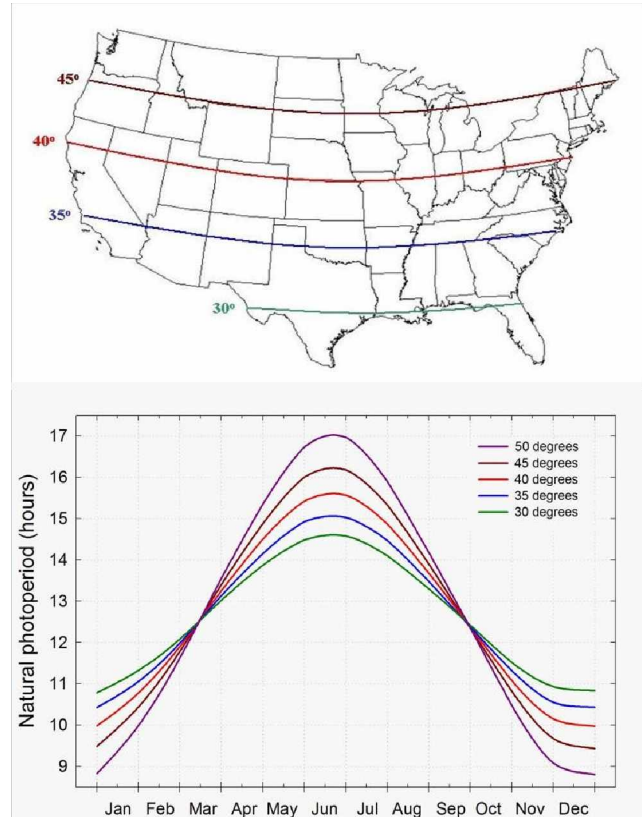 45°
40°
35°
30°
Natural photoperiod (hours)
17
16
15
14
13
12
11
10
9
50 degrees
45 degrees
40 degrees
35 degrees
30 degrees
Jan Feb Mar Apr May Jun Jul Aug Sep Oct Nov Dec